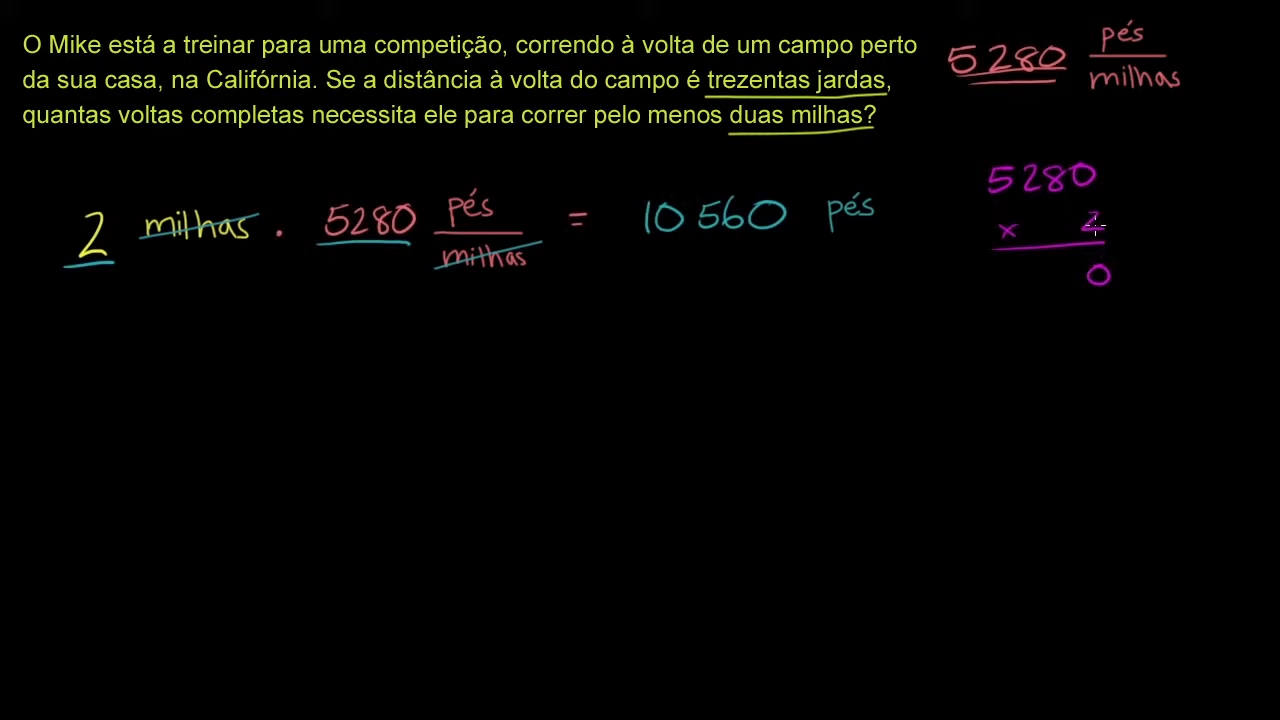 O Mike está a treinar para uma competição, correndo à volta de um campo perto
da sua casa, na Califórnia. Se a distância à volta do campo é trezentas jardas,
quantas voltas completas necessita ele para correr pelo menos duas milhas?
5280 pés
milhas
2 milhas . 5280 pés
milhas
= 10 560 pés
5280
x 2
0